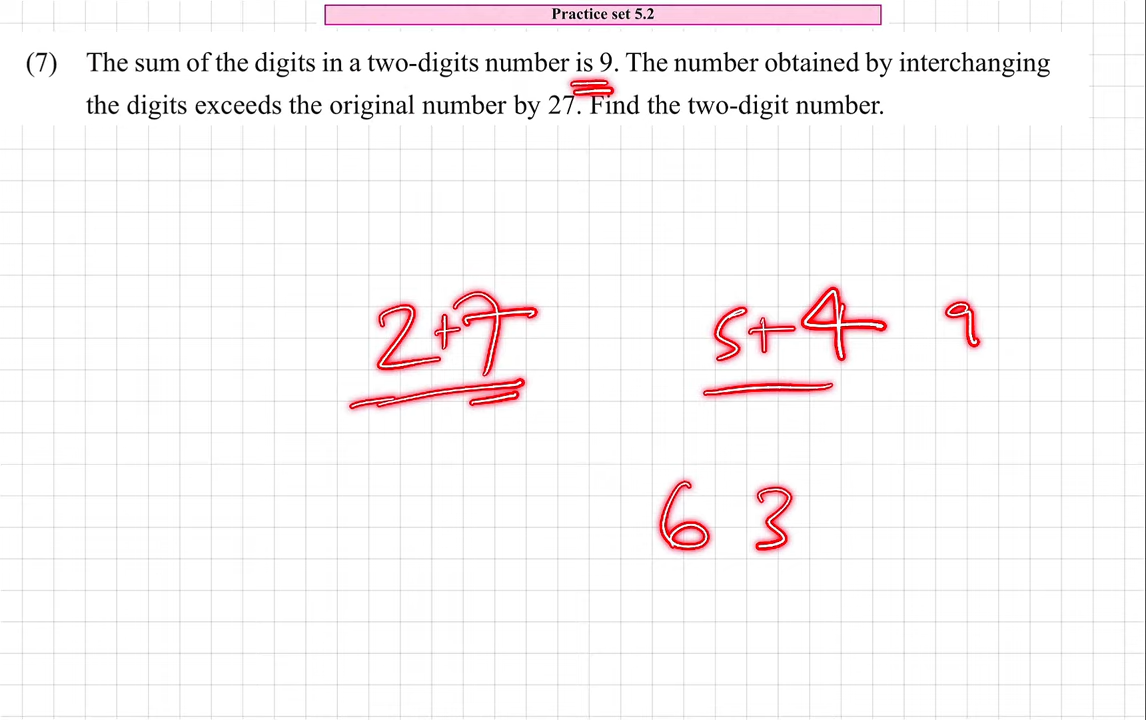 Practice set 5.2
(7) The sum of the digits in a two-digits number is 9. The number obtained by interchanging
the digits exceeds the original number by 27. Find the two-digit number.
2+7 5+4 9
6 3